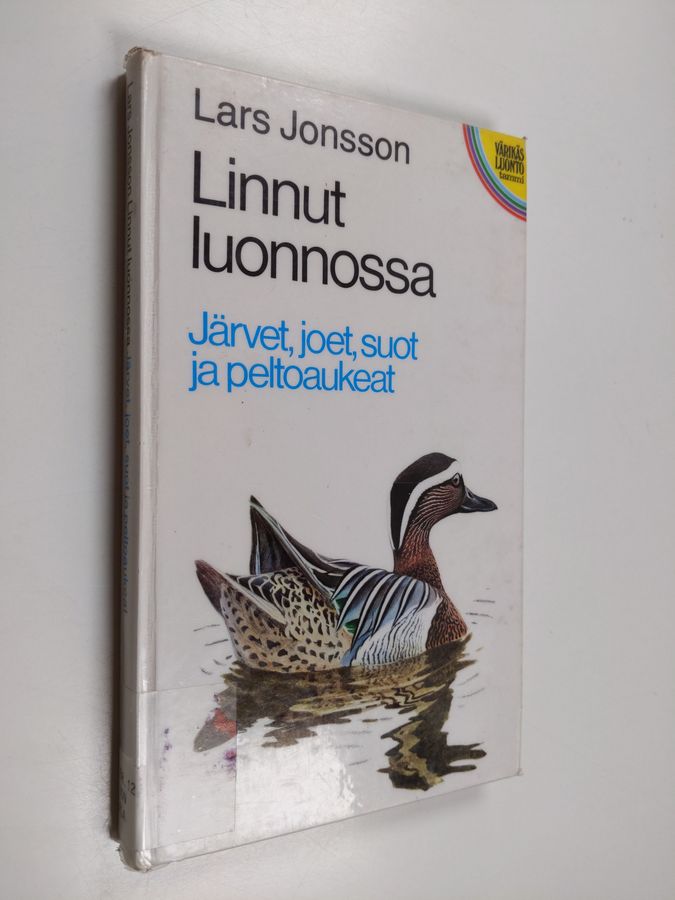 Lars Jonsson
Linnut
luonnossa
Järvet, joet, suot
ja peltoaukeat
VÄRIKÄS
LUONTO
tammi
Lars Jonsson Linnut luonnossa Järvet, joet, suot ja peltoaukeat